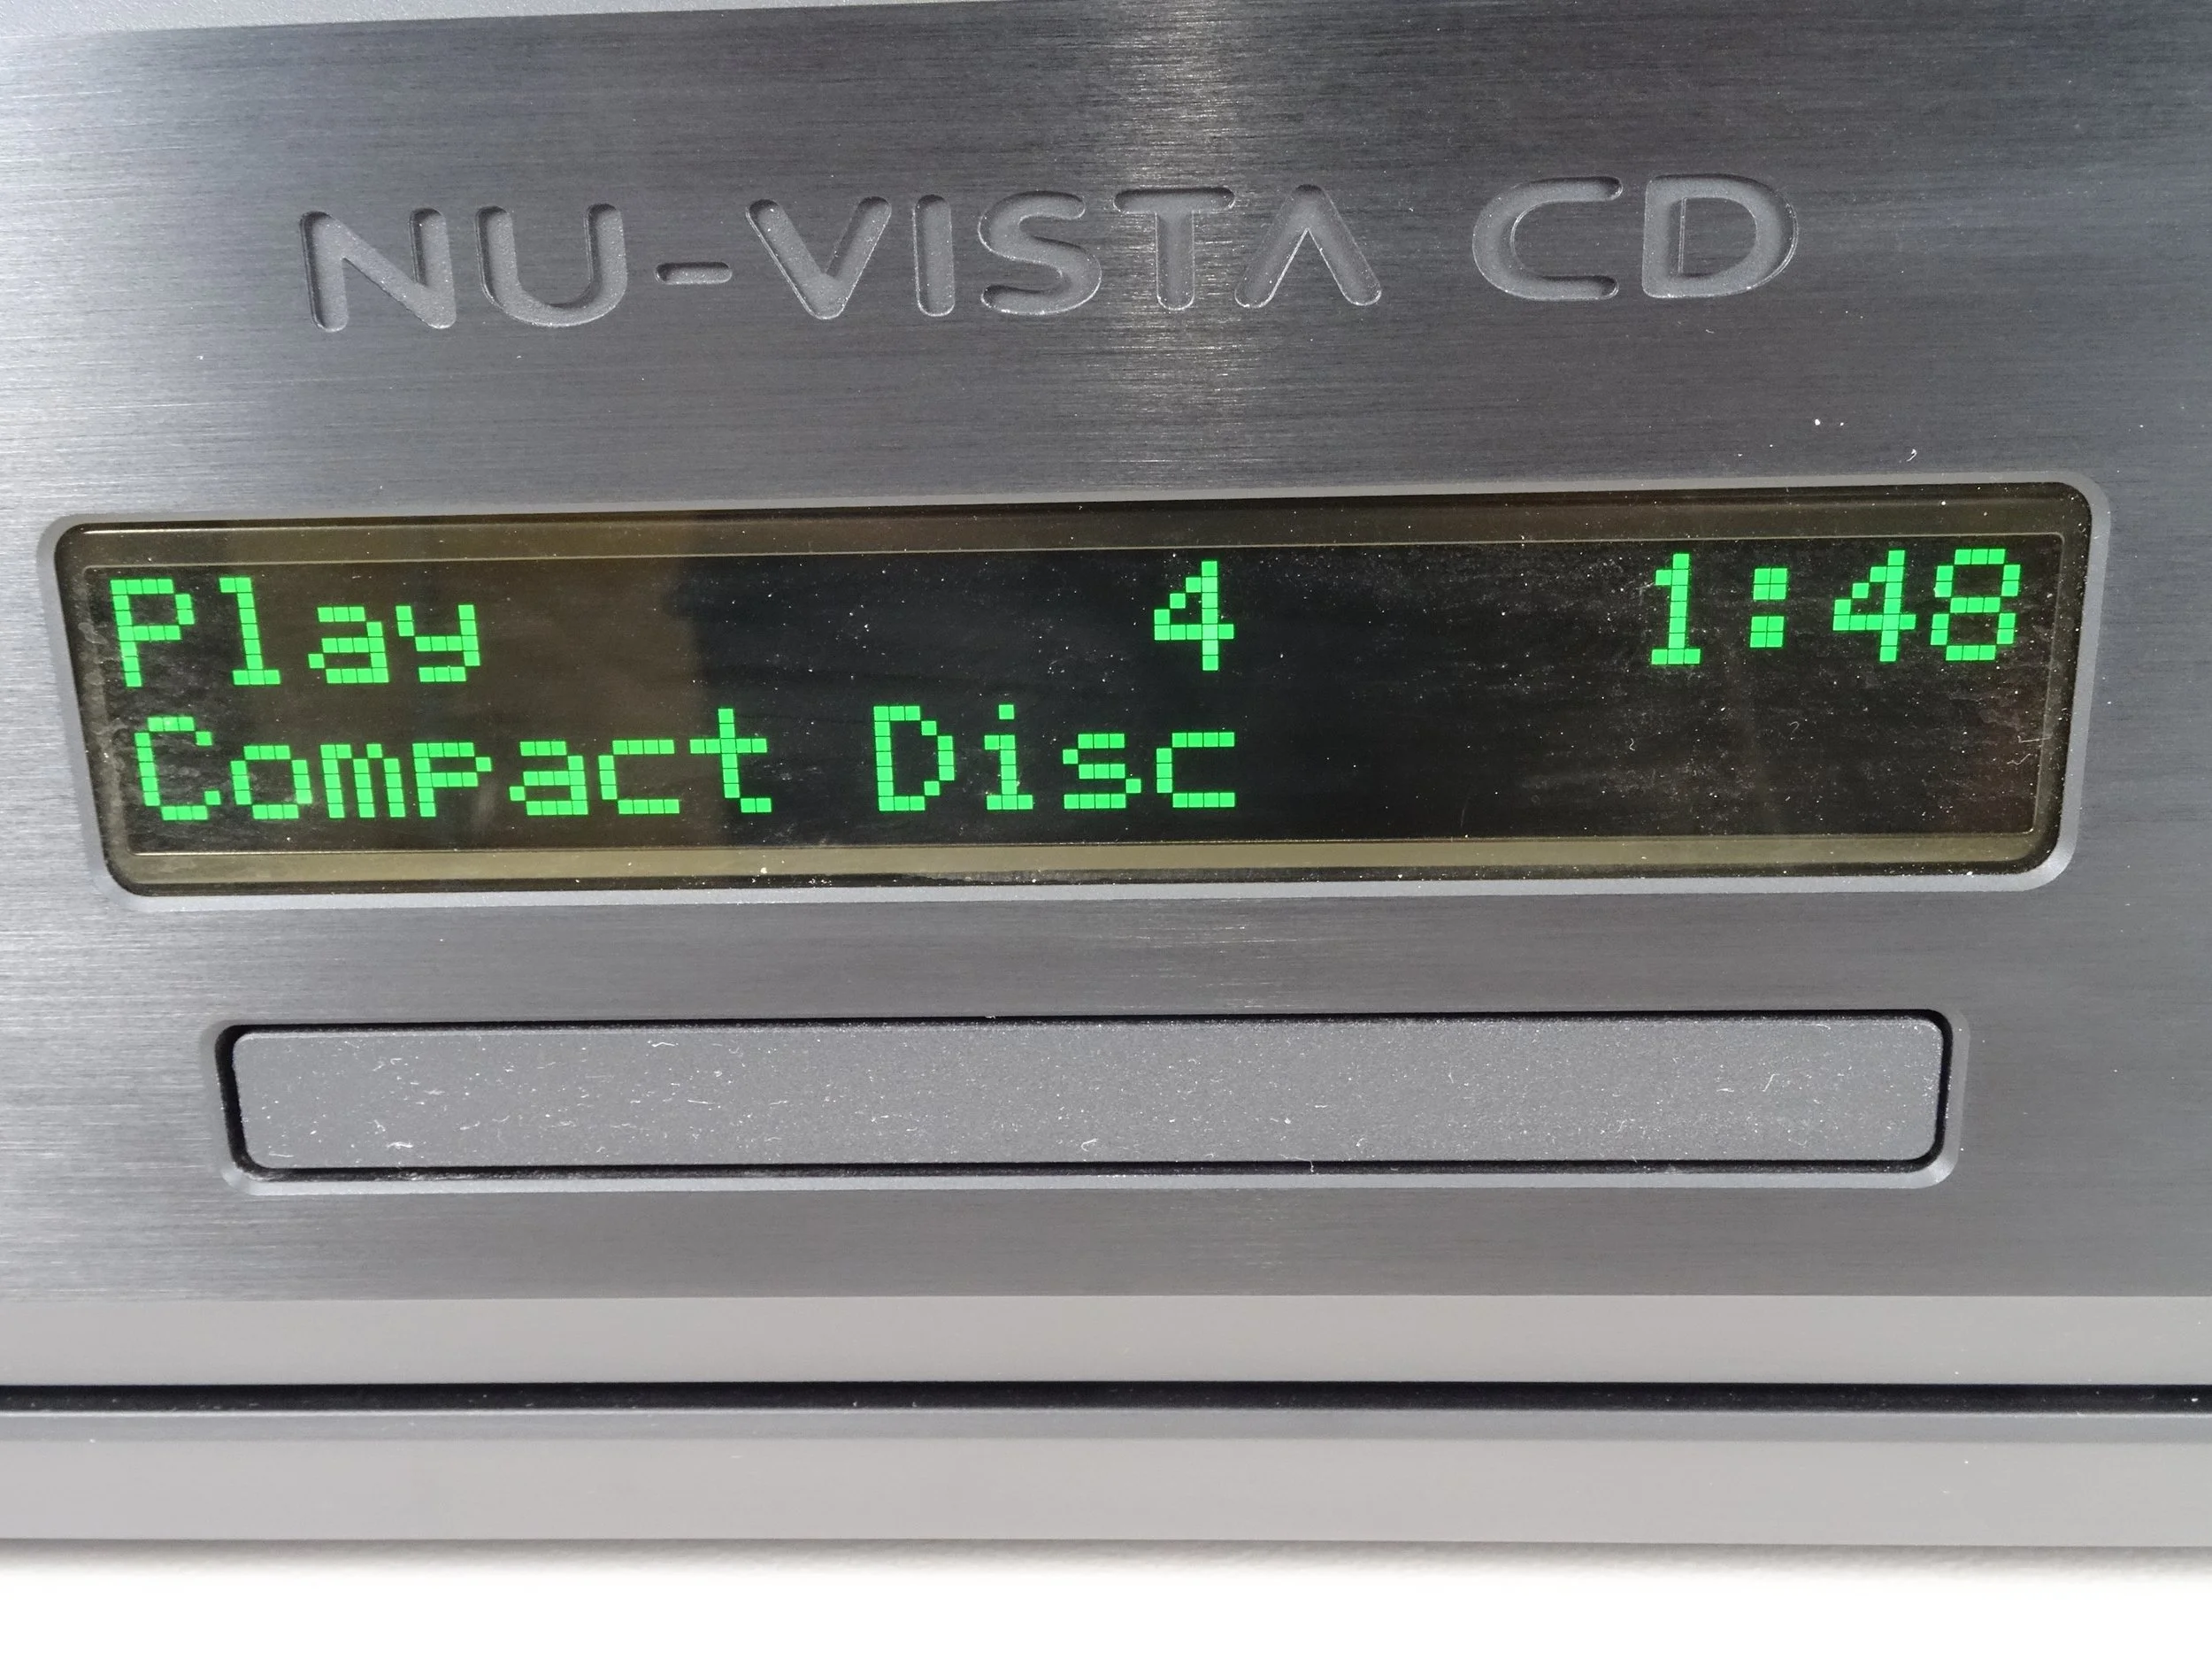 NU-VISTA CD
Play 4 1:48
Compact Disc